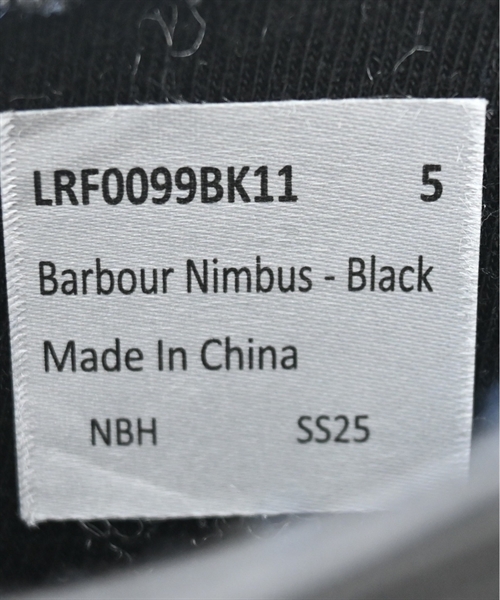 LRF0099BK11 5
Barbour Nimbus - Black
Made In China
NBH SS25